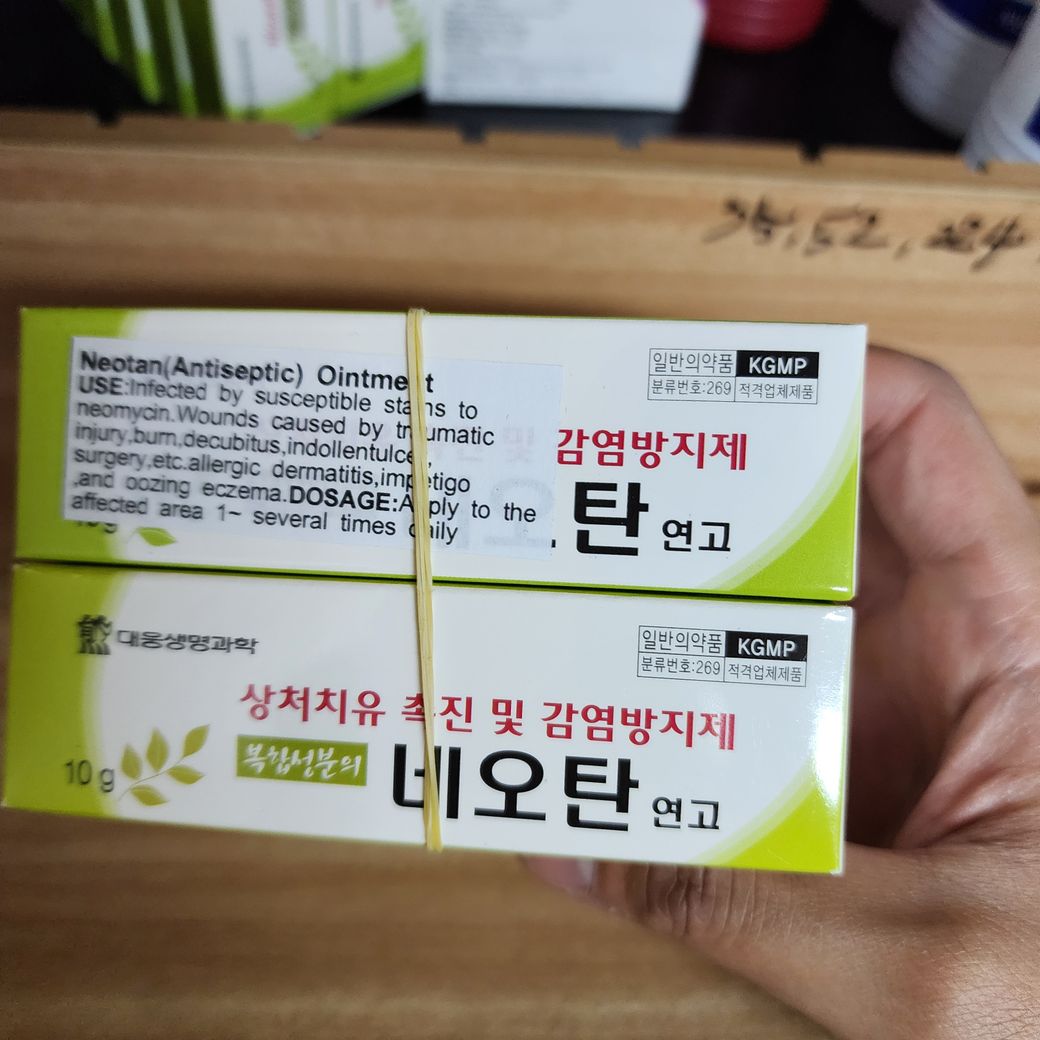 Neotan(Antiseptic) Ointment
USE:Infected by susceptible stains to
neomycin.Wounds caused by traumatic
injury,burn,decubitus,indollentulcer,
surgery,etc.allergic dermatitis,impetigo
,and oozing eczema.DOSAGE:Apply to the
affected area 1~ several times daily
일반의약품 KGMP
분류번호:269 적격업체제품
감염방지제
탄 연고
10g
대웅생명과학
일반의약품 KGMP
분류번호:269 적격업체제품
상처치유 촉진 및 감염방지제
복합성분의 네오탄 연고
10 g